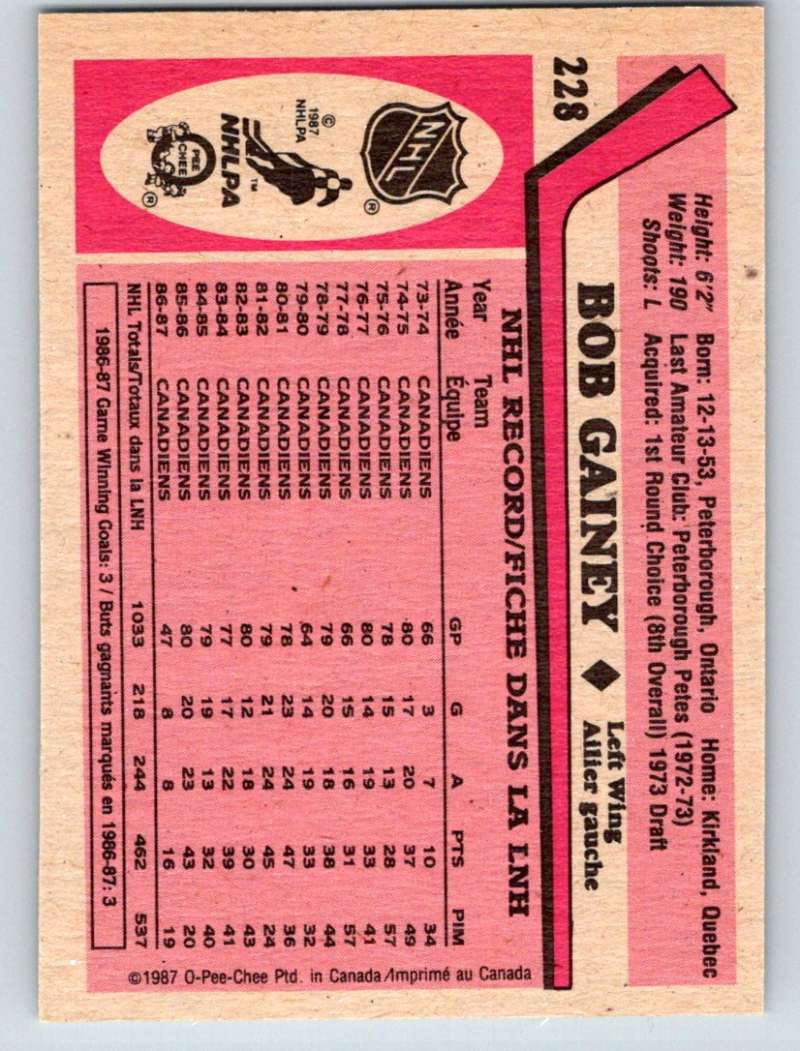 228
Height: 6'2" Born: 12-13-53, Peterborough, Ontario Home: Kirkland, Quebec
Weight: 190 Last Amateur Club: Peterborough Petes (1972-73)
Shoots: L Acquired: 1st Round Choice (8th Overall) 1973 Draft
BOB GAINEY ♦ Left Wing
Ailier gauche
NHL ®
© 1987 NHLPA
NHLPA ™
O PEE CHEE ®
NHL RECORD/FICHE DANS LA LNH
Year Team
Année Équipe GP G A PTS PIM
73-74 CANADIENS 66 3 7 10 34
74-75 CANADIENS 80 17 20 37 49
75-76 CANADIENS 78 15 13 28 57
76-77 CANADIENS 80 14 19 33 41
77-78 CANADIENS 66 15 16 31 57
78-79 CANADIENS 79 20 18 38 44
79-80 CANADIENS 64 14 19 33 32
80-81 CANADIENS 78 23 24 47 36
81-82 CANADIENS 79 21 24 45 24
82-83 CANADIENS 80 12 18 30 43
83-84 CANADIENS 77 17 22 39 41
84-85 CANADIENS 79 19 13 32 40
85-86 CANADIENS 80 20 23 43 20
86-87 CANADIENS 47 8 8 16 19
NHL Totals/Totaux dans la LNH 1033 218 244 462 537
1986-87 Game Winning Goals: 3 / Buts gagnants marqués en 1986-87: 3
©1987 O-Pee-Chee Ptd. in Canada/Imprimé au Canada